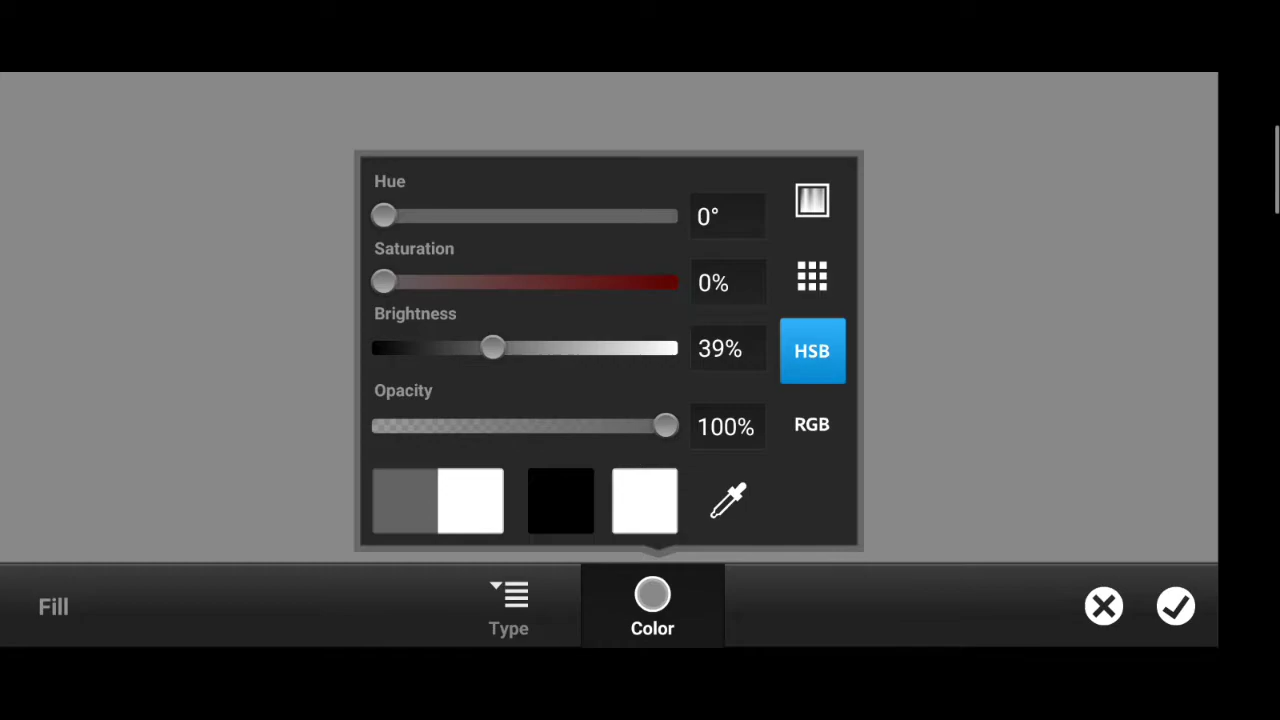 Hue
0°
Saturation
0%
Brightness
39%
HSB
Opacity
100%
RGB
Fill
Type
Color